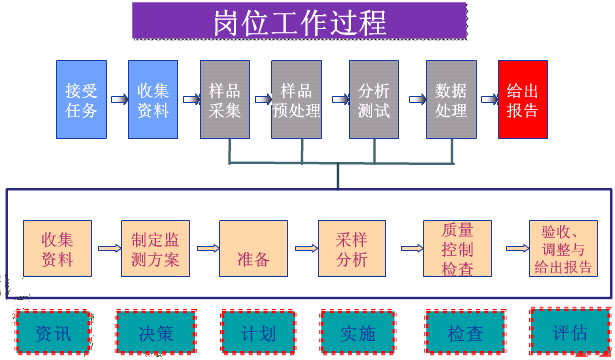 岗位工作过程
接受
任务
收集
资料
样品
采集
样品
预处理
分析
测试
数据
处理
给出
报告
收集
资料
制定监
测方案
准备
采样
分析
质量
控制
检查
验收、
调整与
给出报告
资讯
决策
计划
实施
检查
评估